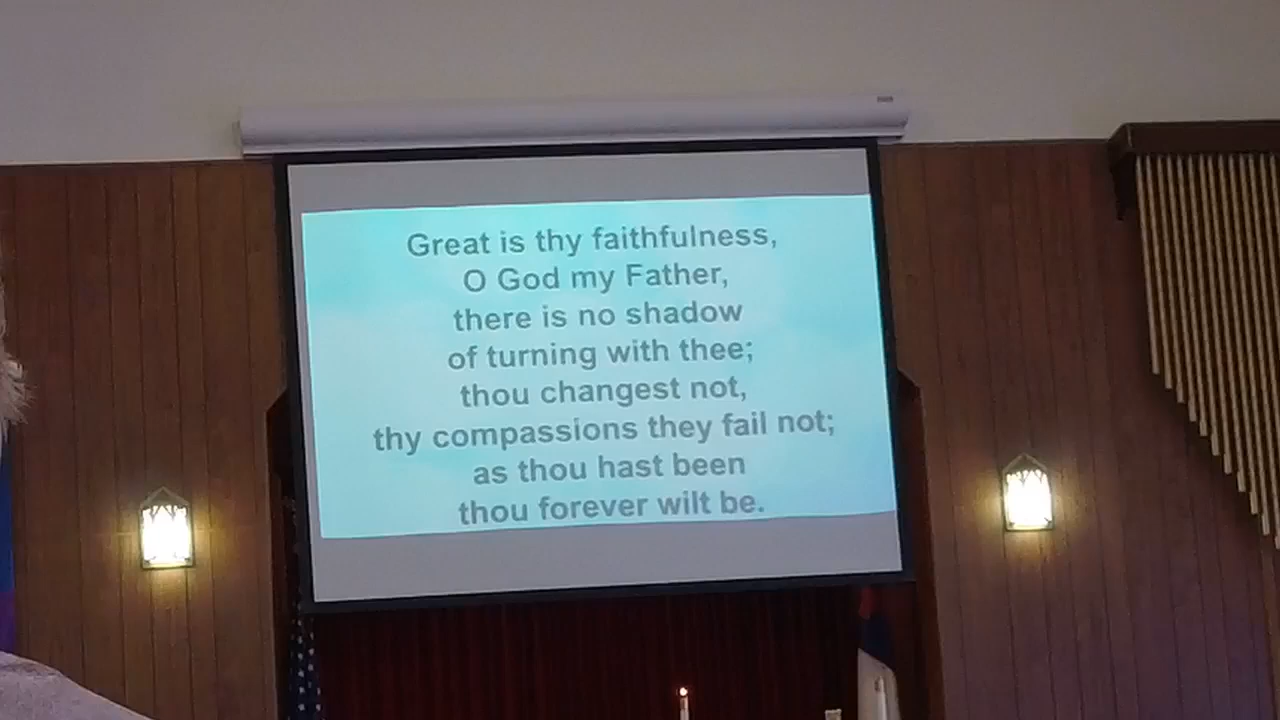 Great is thy faithfulness,
O God my Father,
there is no shadow
of turning with thee;
thou changest not,
thy compassions they fail not;
as thou hast been
thou forever wilt be.